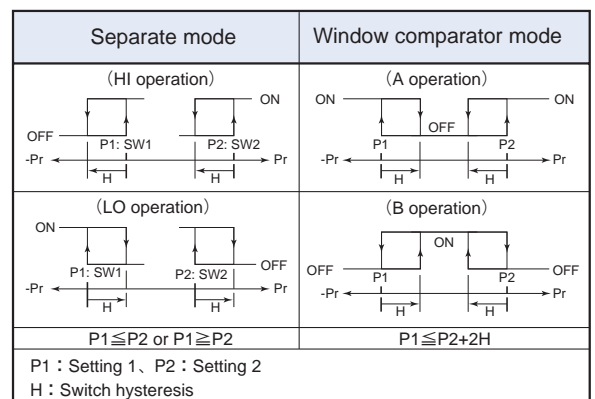 Separate mode
Window comparator mode
（HI operation）
ON
OFF
P1: SW1
P2: SW2
-Pr
Pr
H
H
（A operation）
ON
ON
OFF
P1
P2
-Pr
Pr
H
H
（LO operation）
ON
OFF
P1: SW1
P2: SW2
-Pr
Pr
H
H
（B operation）
ON
OFF
OFF
P1
P2
-Pr
Pr
H
H
P1≦P2 or P1≧P2
P1≦P2+2H
P1：Setting 1、P2：Setting 2
H：Switch hysteresis